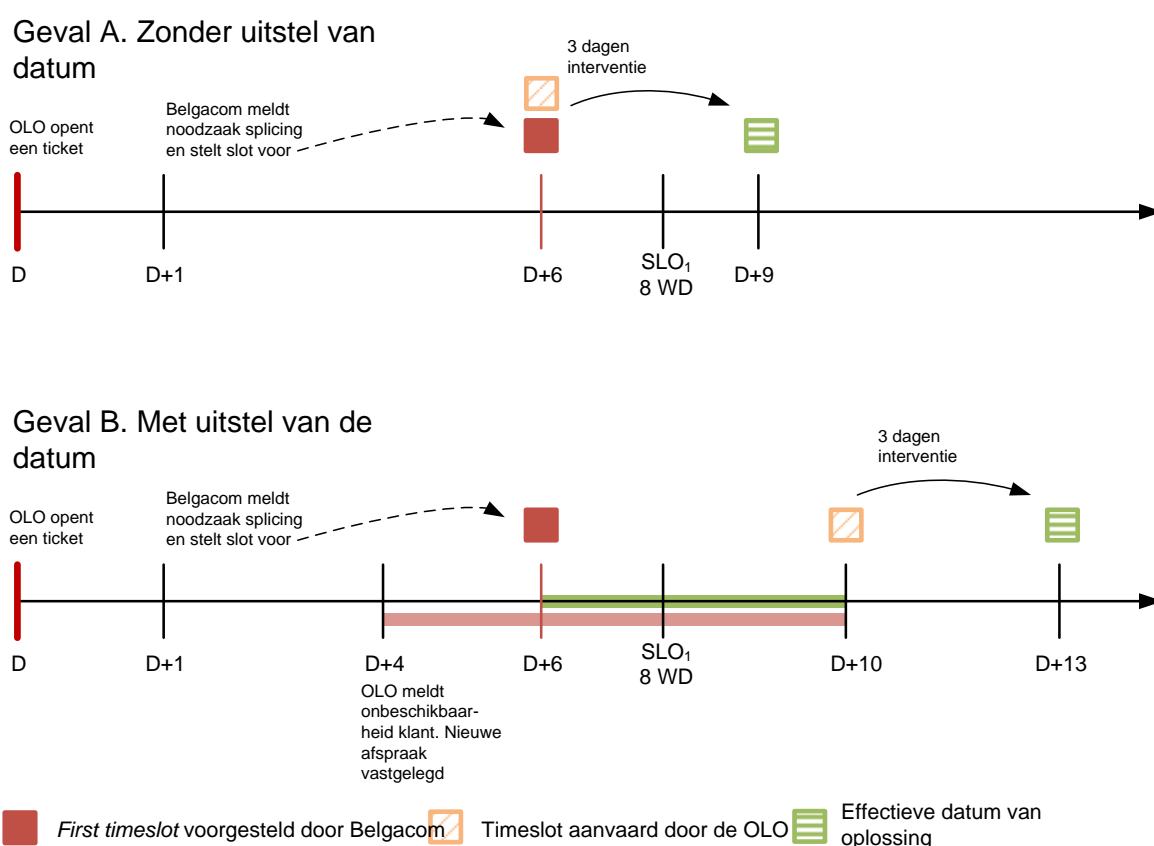 Geval A. Zonder uitstel van
datum
3 dagen
interventie
OLO opent
een ticket
Belgacom meldt
noodzaak splicing
en stelt slot voor
D
D+1
D+6
SLO₁
8 WD
D+9
Geval B. Met uitstel van de
datum
3 dagen
interventie
OLO opent
een ticket
Belgacom meldt
noodzaak splicing
en stelt slot voor
D
D+1
D+4
D+6
SLO₁
8 WD
D+10
D+13
OLO meldt
onbeschikbaar-
heid klant. Nieuwe
afspraak
vastgelegd
First timeslot voorgesteld door Belgacom
Timeslot aanvaard door de OLO
Effectieve datum van
oplossing